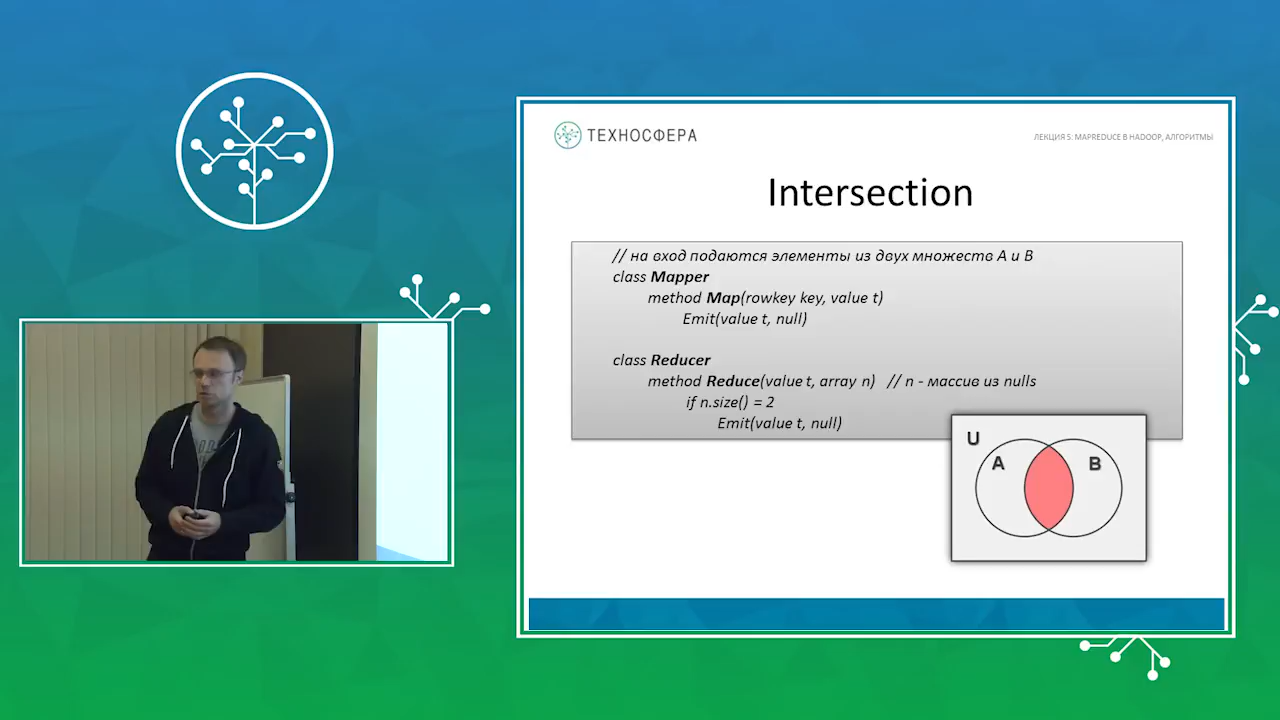 ТЕХНОСФЕРА
ЛЕКЦИЯ 5: MAPREDUCE В HADOOP, АЛГОРИТМЫ
Intersection
// на вход подаются элементы из двух множеств A и B
class Mapper
method Map(rowkey key, value t)
Emit(value t, null)
class Reducer
method Reduce(value t, array n) // n - массив из nulls
if n.size() = 2
Emit(value t, null)
U
A
B